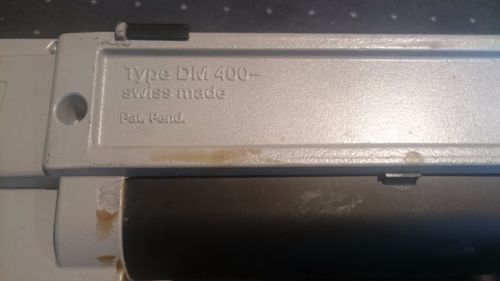 Type DM 400-
swiss made
Pat. Pend.